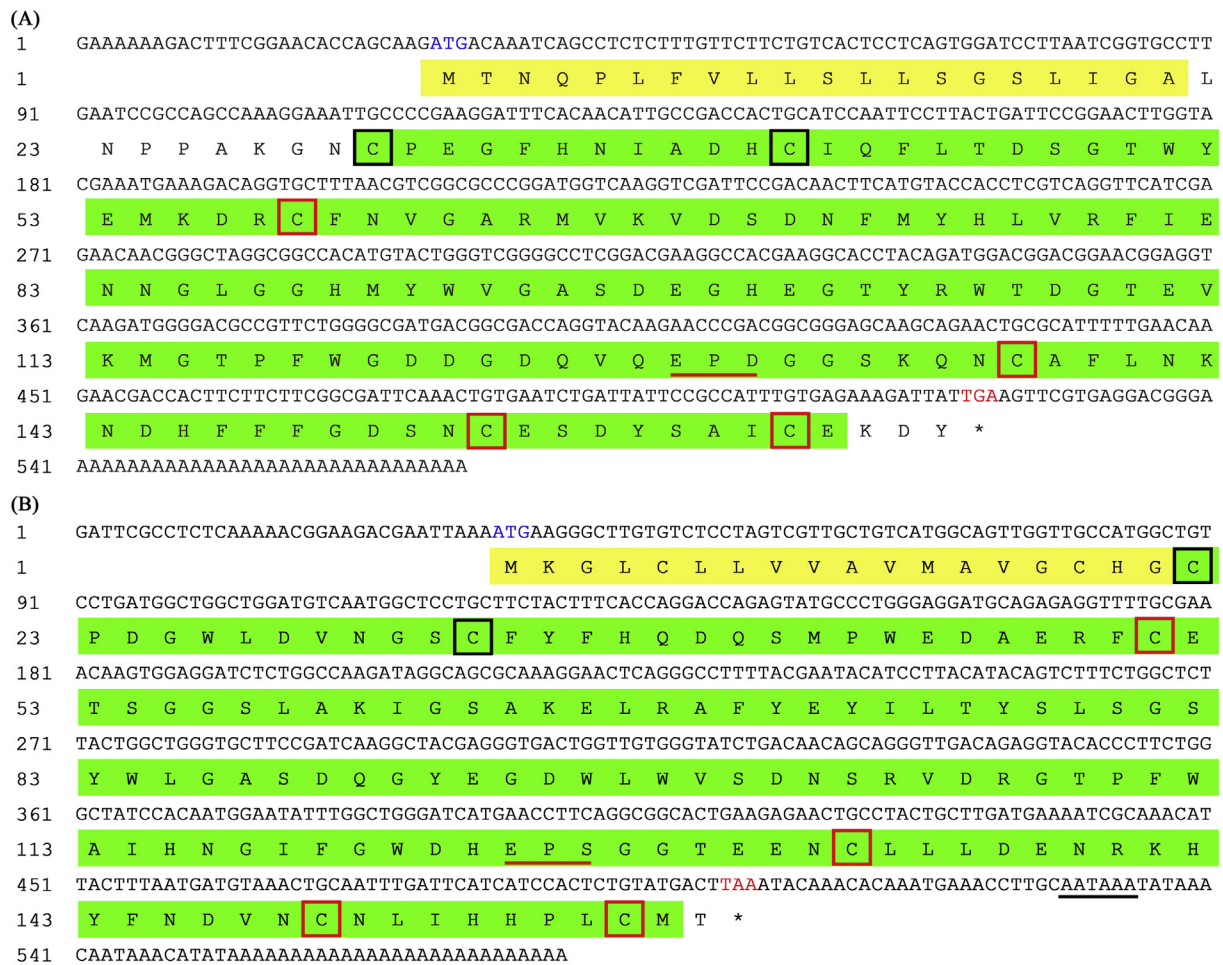 (A)
1 GAAAAAAGACTTTCGGAACACCAGCAAGATGACAAATCAGCCTCTCTTTGTTCTTCTGTCACTCCTCAGTGGATCCTTAATCGGTGCCTT
1 M T N Q P L F V L L S L L S G S L I G A L
91 GAATCCGCCAGCCAAAGGAAATTGCCCCGAAGGATTTCACAACATTGCCGACCACTGCATCCAATTCCTTACTGATTCCGGAACTTGGTA
23 N P P A K G N C P E G F H N I A D H C I Q F L T D S G T W Y
181 CGAAATGAAAGACAGGTGCTTTAACGTCGGCGCCCGGATGGTCAAGGTCGATTCCGACAACTTCATGTACCACCTCGTCAGGTTCATCGA
53 E M K D R C F N V G A R M V K V D S D N F M Y H L V R F I E
271 GAACAACGGGCTAGGCGGCCACATGTACTGGGTCGGGGCCTCGGACGAAGGCCACGAAGGCACCTACAGATGGACGGACGGAACGGAGGT
83 N N G L G G H M Y W V G A S D E G H E G T Y R W T D G T E V
361 CAAGATGGGGACGCCGTTCTGGGGCGATGACGGCGACCAGGTACAAGAACCCGACGGCGGGAGCAAGCAGAACTGCGCATTTTTGAACAA
113 K M G T P F W G D D G D Q V Q E P D G G S K Q N C A F L N K
451 GAACGACCACTTCTTCTTCGGCGATTCAAACTGTGAATCTGATTATTCCGCCATTTGTGAGAAAGATTATTGAAGTTCGTGAGGACGGGA
143 N D H F F F G D S N C E S D Y S A I C E K D Y *
541 AAAAAAAAAAAAAAAAAAAAAAAAAAAAAAA
(B)
1 GATTCGCCTCTCAAAAACGGAAGACGAATTAAAATGAAGGGCTTGTGTCTCCTAGTCGTTGCTGTCATGGCAGTTGGTTGCCATGGCTGT
1 M K G L C L L V V A V M A V G C H G C
91 CCTGATGGCTGGCTGGATGTCAATGGCTCCTGCTTCTACTTTCACCAGGACCAGAGTATGCCCTGGGAGGATGCAGAGAGGTTTTGCGAA
23 P D G W L D V N G S C F Y F H Q D Q S M P W E D A E R F C E
181 ACAAGTGGAGGATCTCTGGCCAAGATAGGCAGCGCAAAGGAACTCAGGGCCTTTTACGAATACATCCTTACATACAGTCTTTCTGGCTCT
53 T S G G S L A K I G S A K E L R A F Y E Y I L T Y S L S G S
271 TACTGGCTGGGTGCTTCCGATCAAGGCTACGAGGGTGACTGGTTGTGGGTATCTGACAACAGCAGGGTTGACAGAGGTACACCCTTCTGG
83 Y W L G A S D Q G Y E G D W L W V S D N S R V D R G T P F W
361 GCTATCCACAATGGAATATTTGGCTGGGATCATGAACCTTCAGGCGGCACTGAAGAGAACTGCCTACTGCTTGATGAAAATCGCAAACAT
113 A I H N G I F G W D H E P S G G T E E N C L L L D E N R K H
451 TACTTTAATGATGTAAACTGCAATTTGATTCATCATCCACTCTGTATGACTTAAATACAAACACAAATGAAACCTTGCAATAAATATAAA
143 Y F N D V N C N L I H H P L C M T *
541 CAATAAACATATAAAAAAAAAAAAAAAAAAAAAAAAAAA